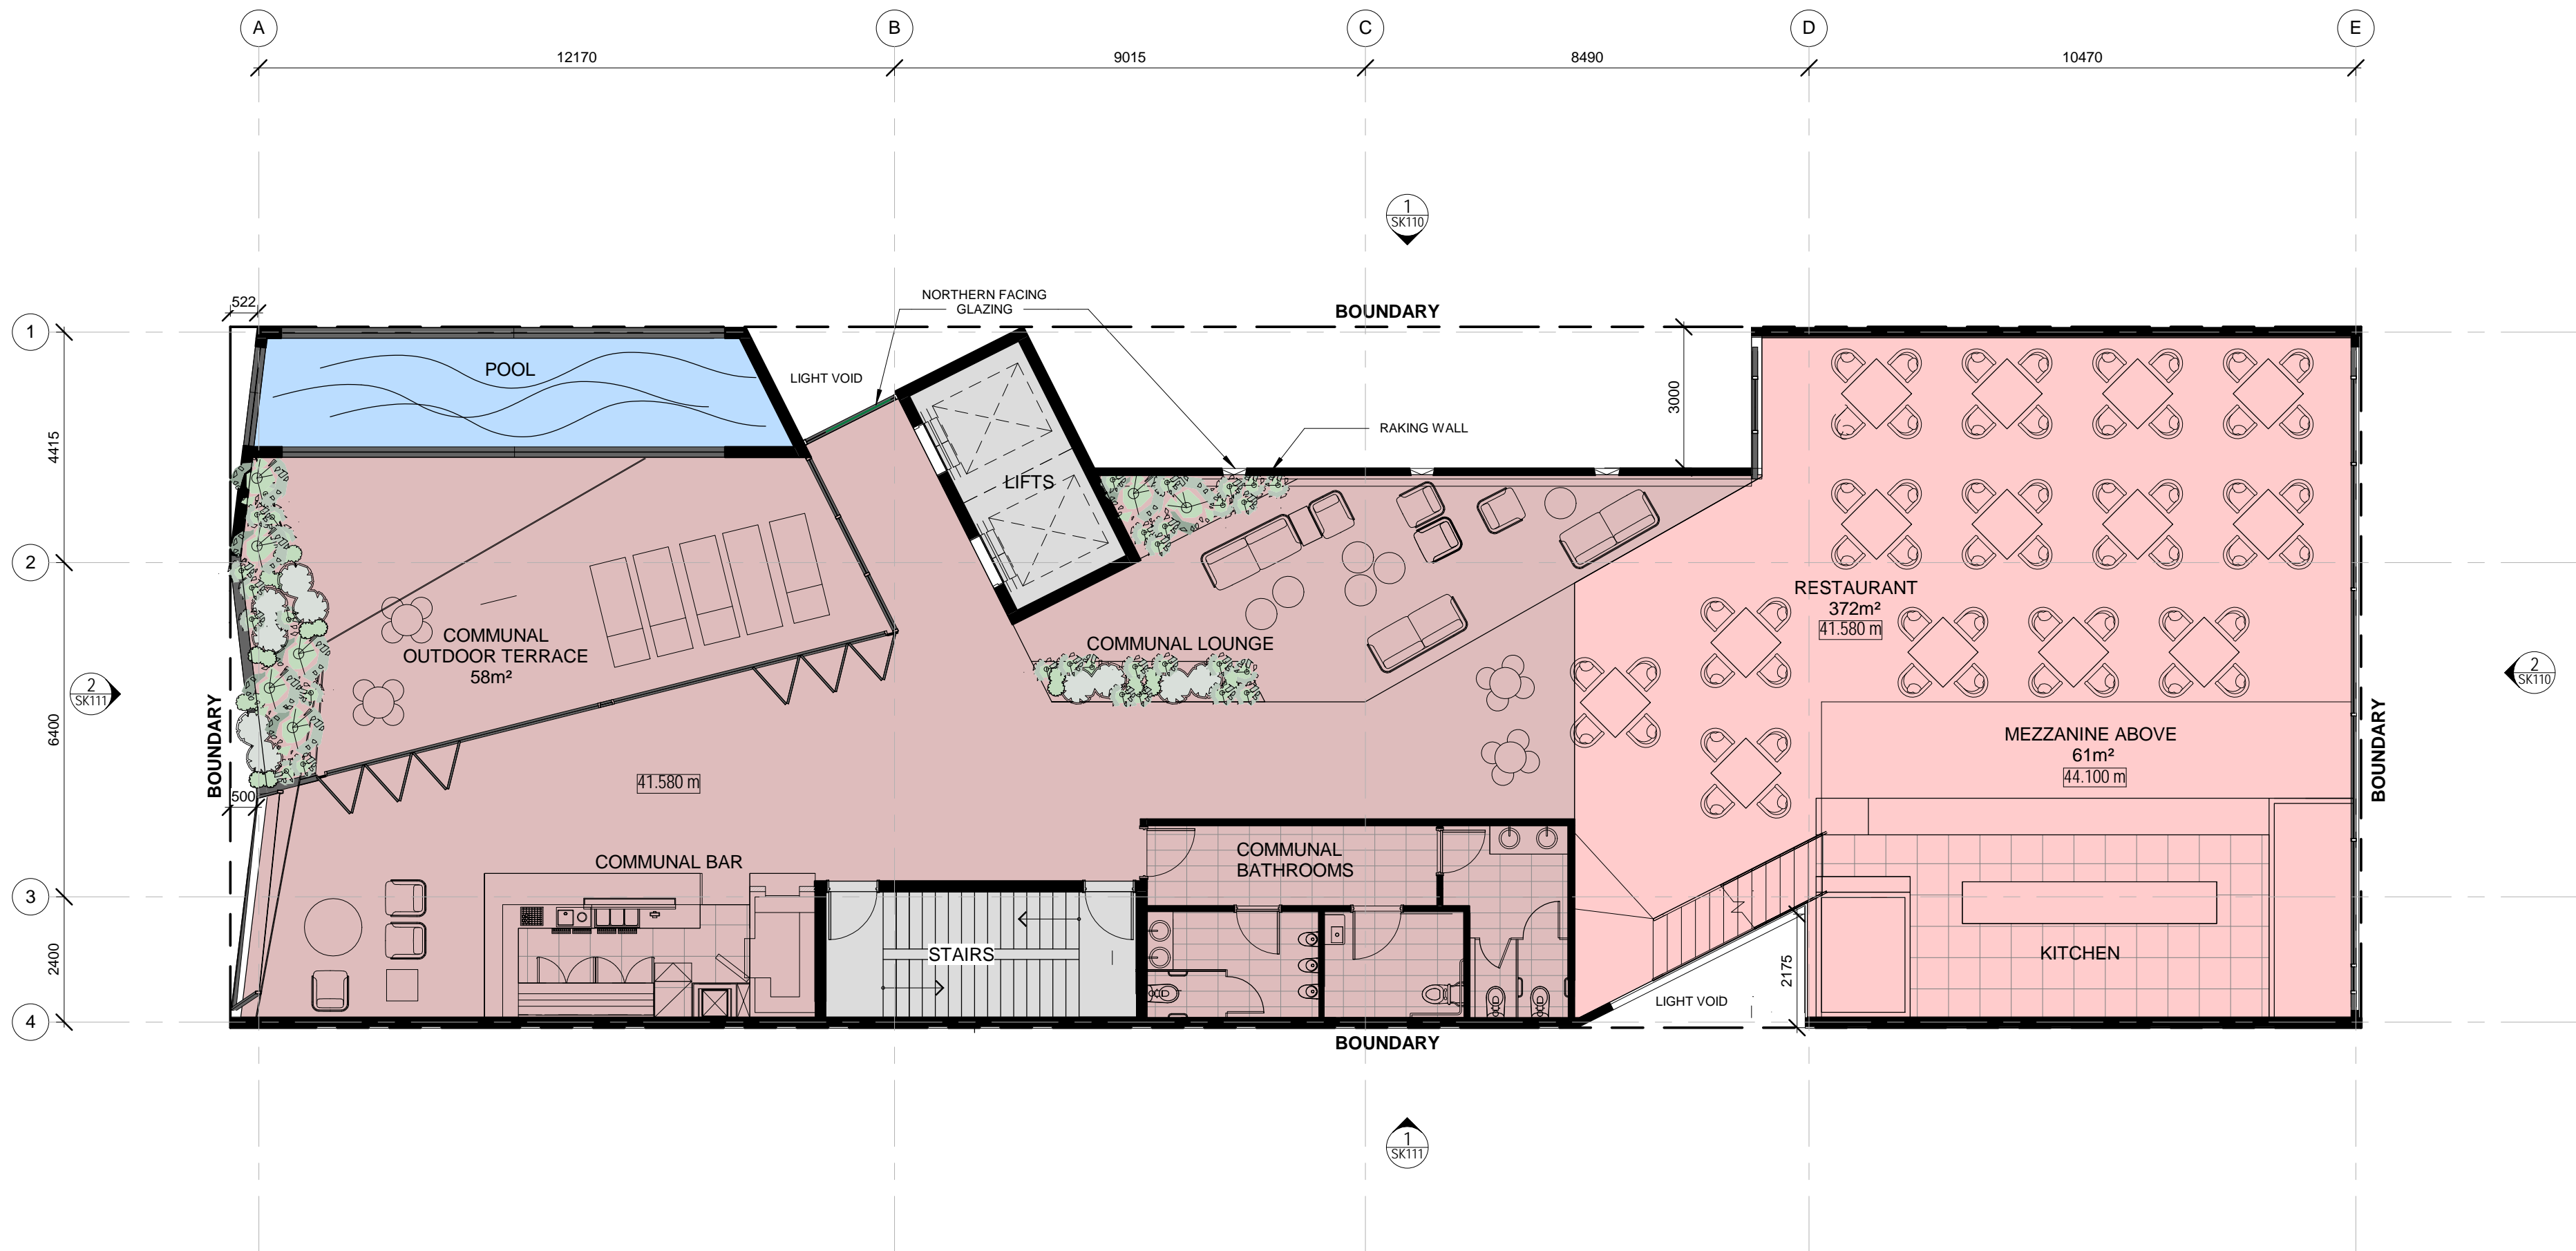 A
B
C
D
E
12170
9015
8490
10470
1
SK110
522
NORTHERN FACING
GLAZING
BOUNDARY
1
POOL
LIGHT VOID
3000
RAKING WALL
4415
LIFTS
2
RESTAURANT
372m²
41.580 m
COMMUNAL
OUTDOOR TERRACE
58m²
COMMUNAL LOUNGE
2
SK111
2
SK110
BOUNDARY
6400
MEZZANINE ABOVE
61m²
44.100 m
BOUNDARY
41.580 m
500
COMMUNAL BAR
COMMUNAL
BATHROOMS
3
2400
STAIRS
KITCHEN
2175
LIGHT VOID
4
BOUNDARY
1
SK111